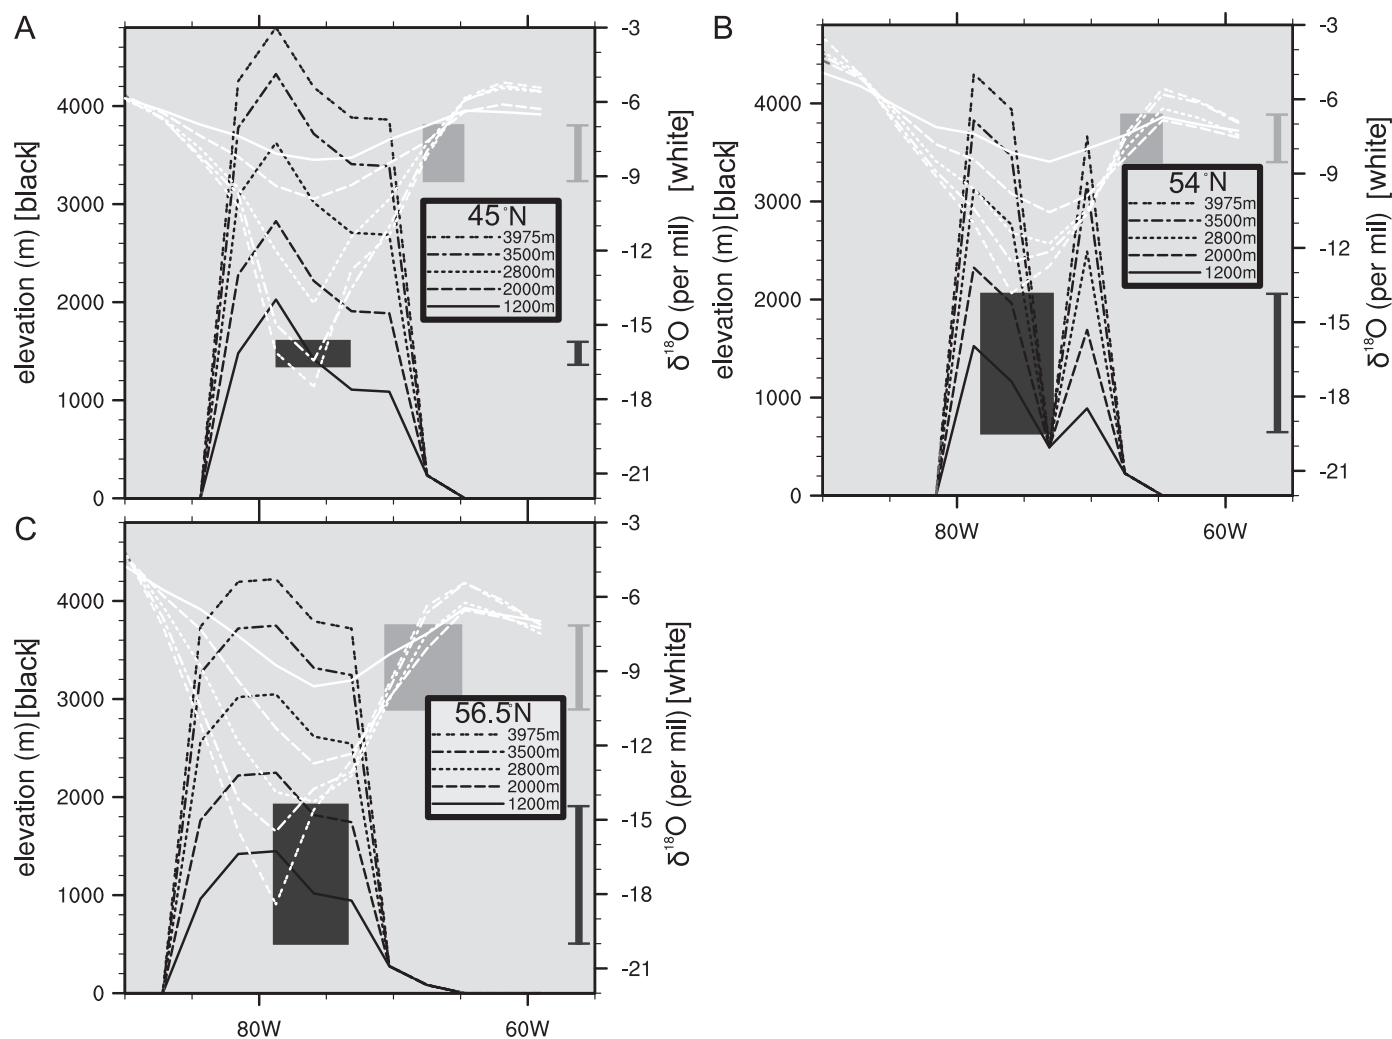 A
elevation (m) [black]
4000
3000
2000
1000
0
-3
-6
-9
-12
-15
-18
-21
δ¹⁸O (per mil) [white]
45°N
3975m
3500m
2800m
2000m
1200m
B
elevation (m) [black]
4000
3000
2000
1000
0
80W
60W
-3
-6
-9
-12
-15
-18
-21
δ¹⁸O (per mil) [white]
54°N
3975m
3500m
2800m
2000m
1200m
C
elevation (m) [black]
4000
3000
2000
1000
0
80W
60W
-3
-6
-9
-12
-15
-18
-21
δ¹⁸O (per mil) [white]
56.5°N
3975m
3500m
2800m
2000m
1200m